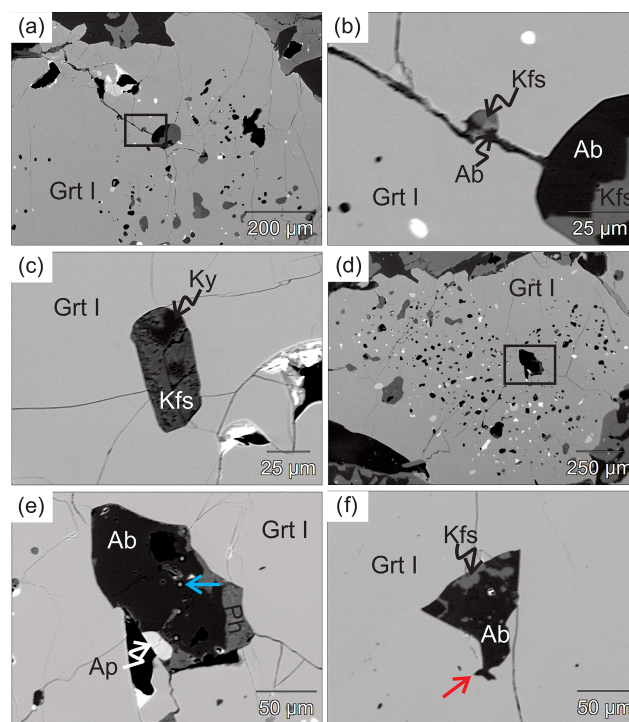 (a)
Grt I
200 µm
(b)
Kfs
Ab
Ab
Grt I
Kfs
25 µm
(c)
Ky
Grt I
Kfs
25 µm
(d)
Grt I
250 µm
(e)
Ab
Grt I
Ph
Ap
50 µm
(f)
Kfs
Grt I
Ab
50 µm